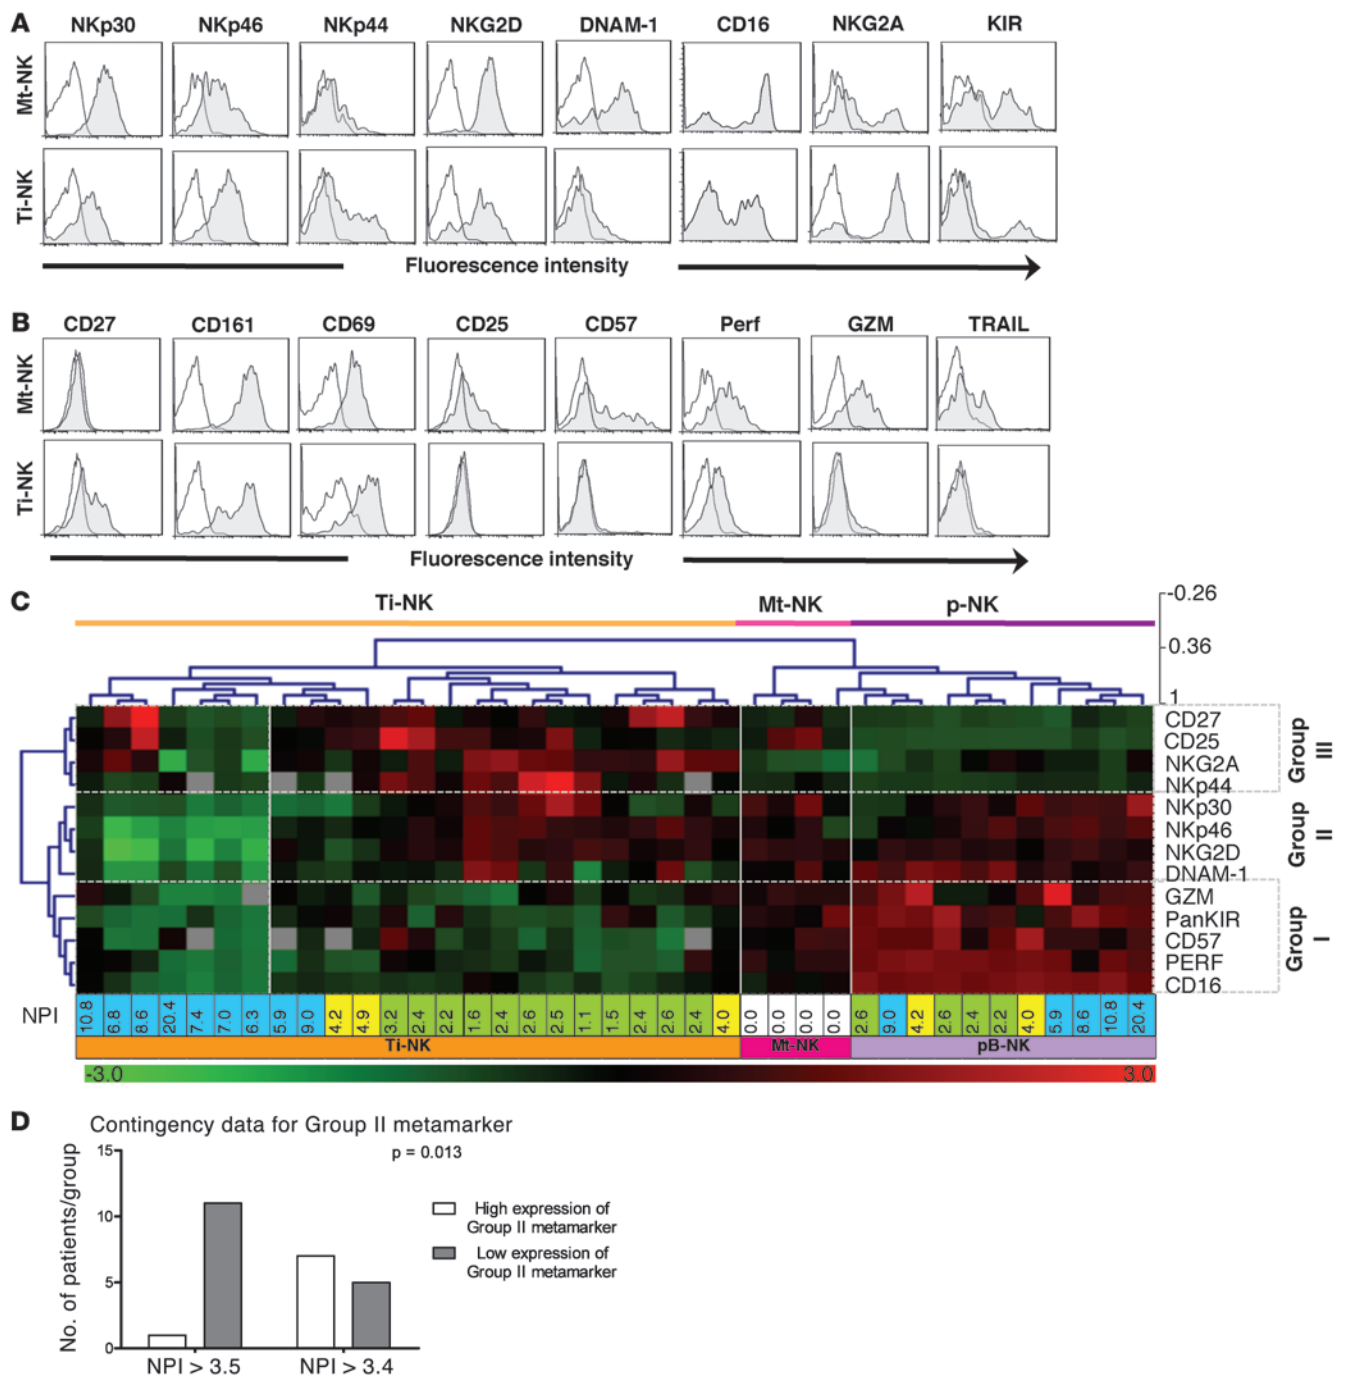 A
NKp30 NKp46 NKp44 NKG2D DNAM-1 CD16 NKG2A KIR
Mt-NK
Ti-NK
Fluorescence intensity
B
CD27 CD161 CD69 CD25 CD57 Perf GZM TRAIL
Mt-NK
Ti-NK
Fluorescence intensity
C
Ti-NK Mt-NK p-NK
-0.26
0.36
1
CD27
CD25
NKG2A
NKp44
Group III
NKp30
NKp46
NKG2D
DNAM-1
Group II
GZM
PanKIR
CD57
PERF
CD16
Group I
NPI 10.8 6.8 8.6 20.4 7.4 7.0 6.3 5.9 9.0 4.2 4.9 3.2 2.4 2.2 1.6 2.4 2.6 2.5 1.1 1.5 2.4 2.6 2.4 4.0 0.0 0.0 0.0 0.0 2.6 9.0 4.2 2.6 2.4 2.2 4.0 5.9 8.6 10.8 20.4
Ti-NK Mt-NK pB-NK
-3.0 3.0
D
Contingency data for Group II metamarker
p = 0.013
No. of patients/group
15
10
5
0
NPI > 3.5 NPI > 3.4
High expression of
Group II metamarker
Low expression of
Group II metamarker